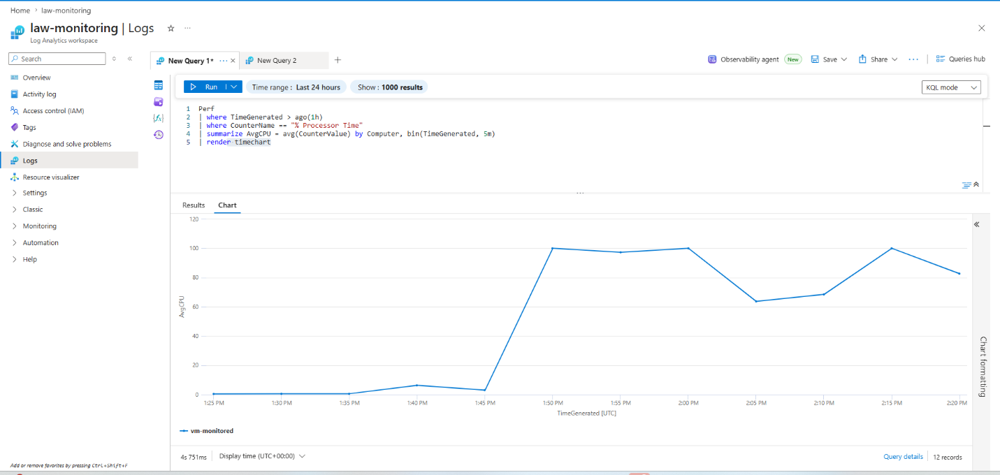 Home > law-monitoring
law-monitoring | Logs
Log Analytics workspace
Search
Overview
Activity log
Access control (IAM)
Tags
Diagnose and solve problems
Logs
Resource visualizer
Settings
Classic
Monitoring
Automation
Help
Add or remove favorites by pressing Ctrl+Shift+F
New Query 1*
New Query 2
Observability agent New
Save
Share
Queries hub
Run
Time range : Last 24 hours
Show : 1000 results
KQL mode
1 Perf
2 | where TimeGenerated > ago(1h)
3 | where CounterName == "% Processor Time"
4 | summarize AvgCPU = avg(CounterValue) by Computer, bin(TimeGenerated, 5m)
5 | render timechart
Results Chart
120
100
80
60
40
20
0
AvgCPU
1:25 PM 1:30 PM 1:35 PM 1:40 PM 1:45 PM 1:50 PM 1:55 PM 2:00 PM 2:05 PM 2:10 PM 2:15 PM 2:20 PM
TimeGenerated [UTC]
vm-monitored
Chart formatting
4s 751ms
Display time (UTC+00:00)
Query details
12 records